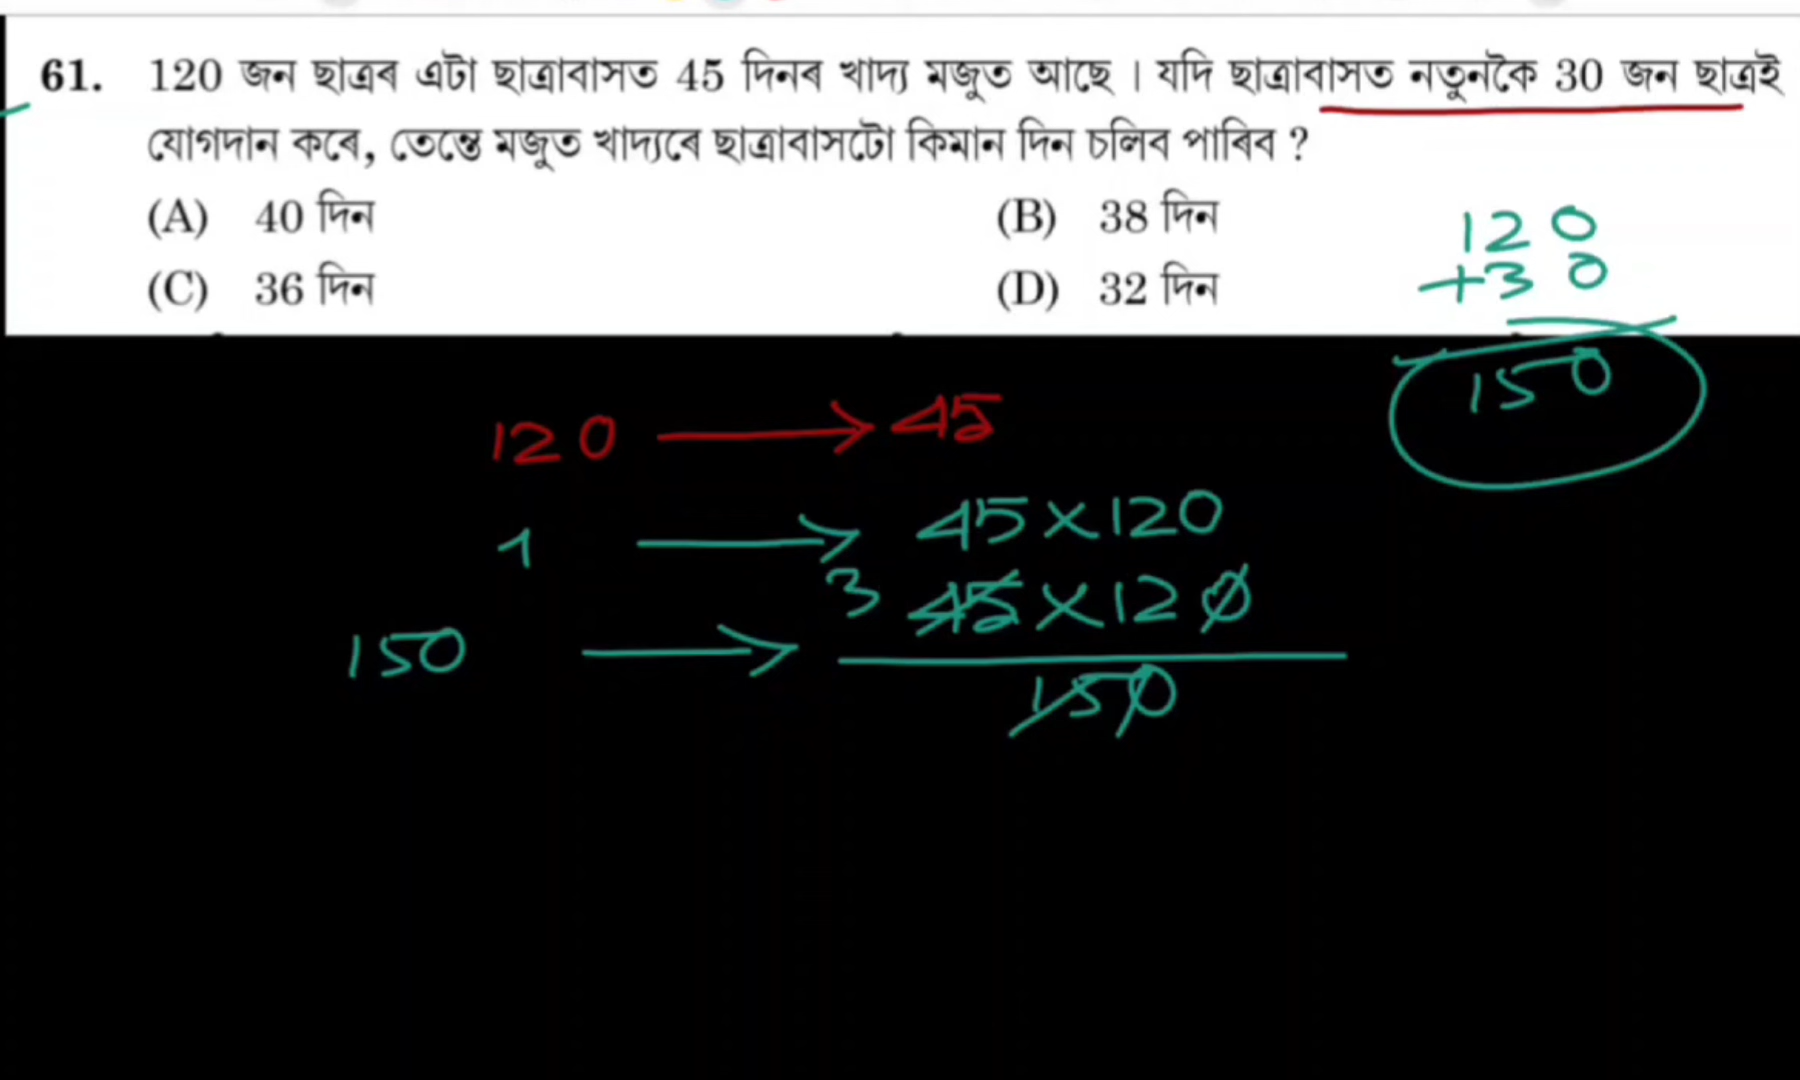 61. 120 জন ছাত্ৰৰ এটা ছাত্ৰাবাসত 45 দিনৰ খাদ্য মজুত আছে । যদি ছাত্ৰাবাসত নতুনকৈ 30 জন ছাত্ৰই
যোগদান কৰে, তেন্তে মজুত খাদ্যৰে ছাত্ৰাবাসটো কিমান দিন চলিব পাৰিব ?
(A) 40 দিন (B) 38 দিন
(C) 36 দিন (D) 32 দিন
120
+30
150
120 → 45
1 → 45×120
3 45×120
150 →
150